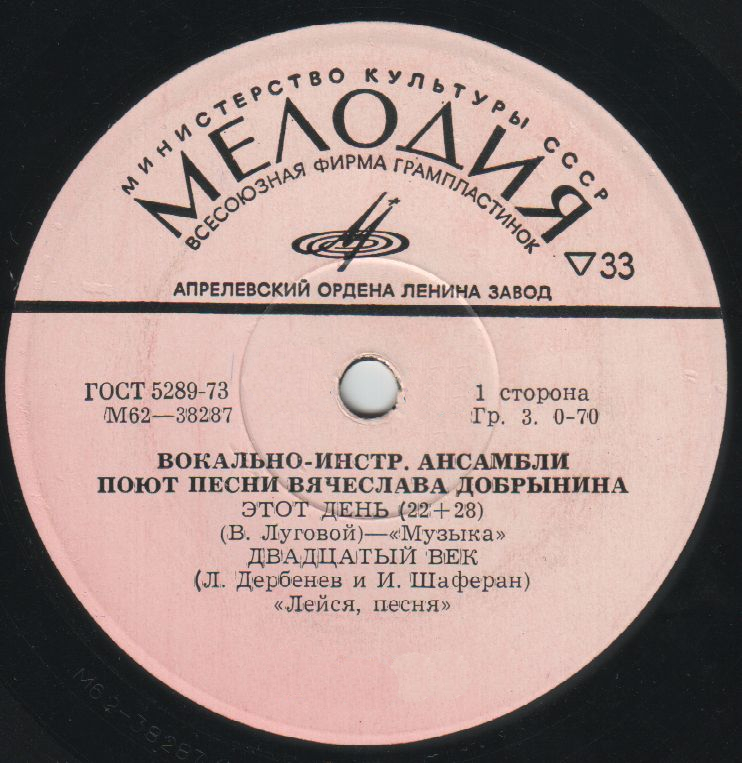 МИНИСТЕРСТВО КУЛЬТУРЫ СССР
МЕЛОДИЯ
ВСЕСОЮЗНАЯ ФИРМА ГРАМПЛАСТИНОК
33
АПРЕЛЕВСКИЙ ОРДЕНА ЛЕНИНА ЗАВОД
ГОСТ 5289-73
М62—38287
1 сторона
Гр. 3. 0-70
ВОКАЛЬНО-ИНСТР. АНСАМБЛИ
ПОЮТ ПЕСНИ ВЯЧЕСЛАВА ДОБРЫНИНА
ЭТОТ ДЕНЬ (22+28)
(В. Луговой)—«Музыка»
ДВАДЦАТЫЙ ВЕК
(Л. Дербенев и И. Шаферан)
«Лейся, песня»
М62-38287